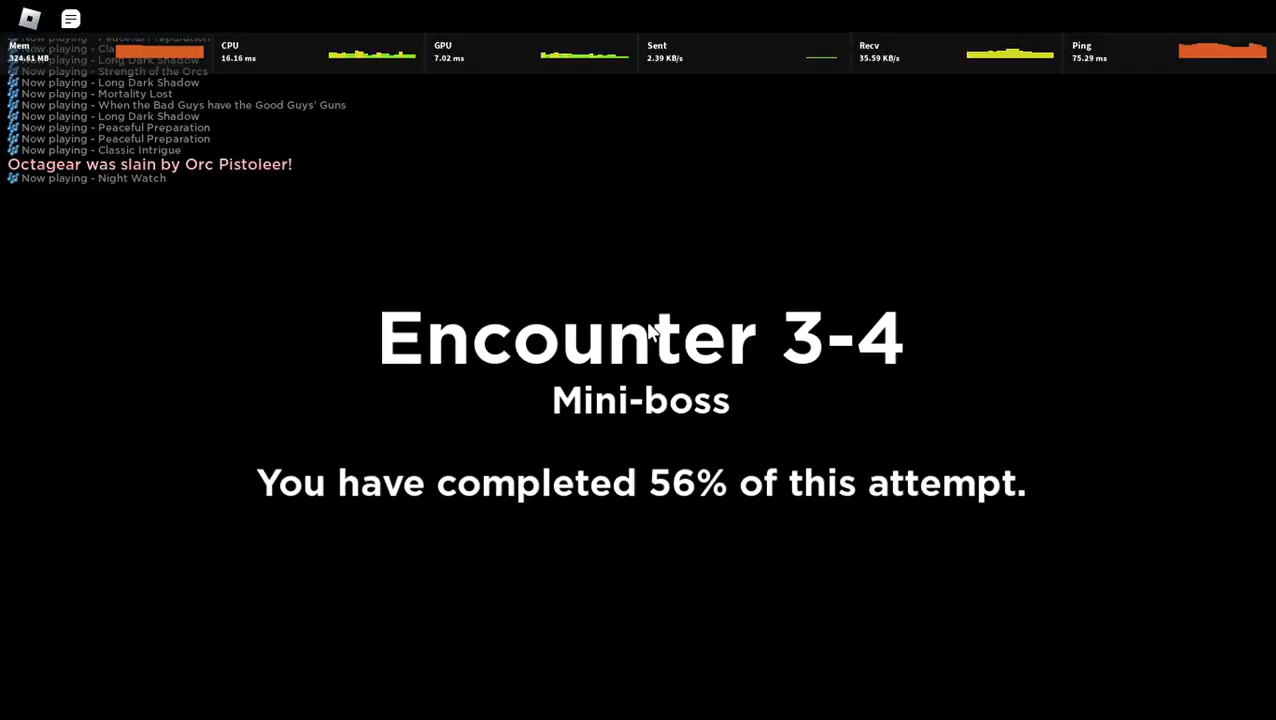 Mem
324.61 MB
CPU
16.16 ms
GPU
7.02 ms
Sent
2.39 KB/s
Recv
35.59 KB/s
Ping
75.29 ms
Now playing - Strength of the Orcs
Now playing - Long Dark Shadow
Now playing - Mortality Lost
Now playing - When the Bad Guys have the Good Guys' Guns
Now playing - Long Dark Shadow
Now playing - Peaceful Preparation
Now playing - Peaceful Preparation
Now playing - Classic Intrigue
Octagear was slain by Orc Pistoleer!
Now playing - Night Watch
Encounter 3-4
Mini-boss
You have completed 56% of this attempt.